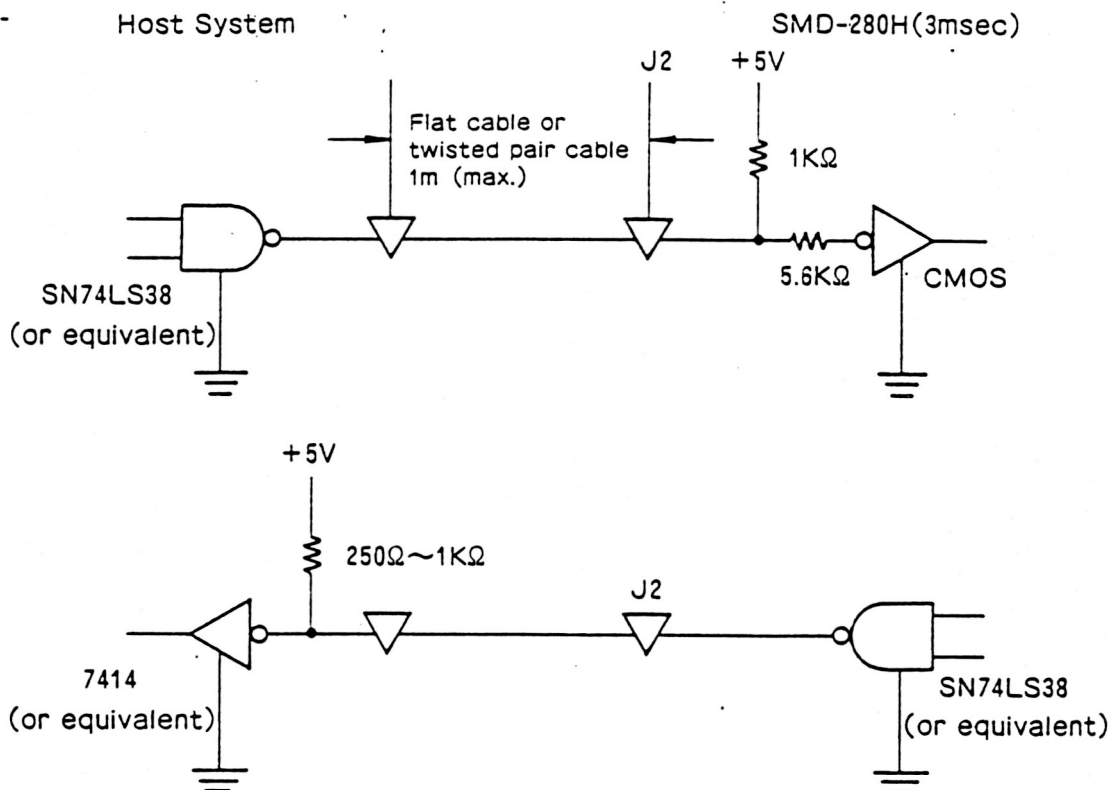 Host System
SMD-280H(3msec)
J2
+5V
Flat cable or
twisted pair cable
1m (max.)
1KΩ
5.6KΩ
CMOS
SN74LS38
(or equivalent)
+5V
250Ω~1KΩ
J2
7414
(or equivalent)
SN74LS38
(or equivalent)